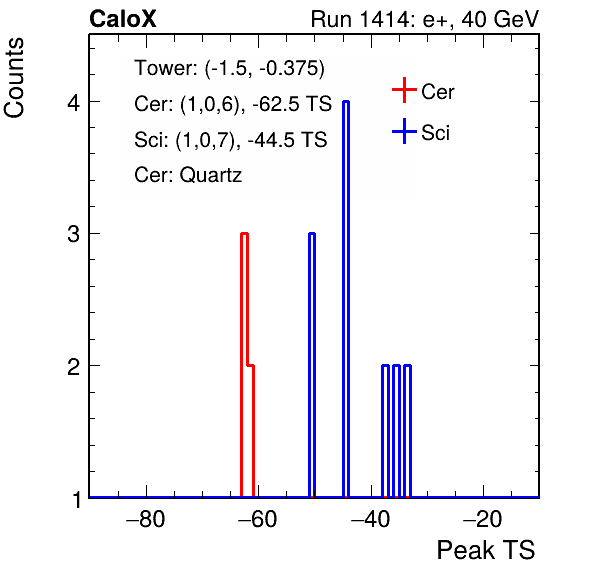 CaloX Run 1414: e+, 40 GeV
Counts
Tower: (-1.5, -0.375)
Cer: (1,0,6), -62.5 TS
Sci: (1,0,7), -44.5 TS
Cer: Quartz
Cer
Sci
4
3
2
1
−80 −60 −40 −20
Peak TS